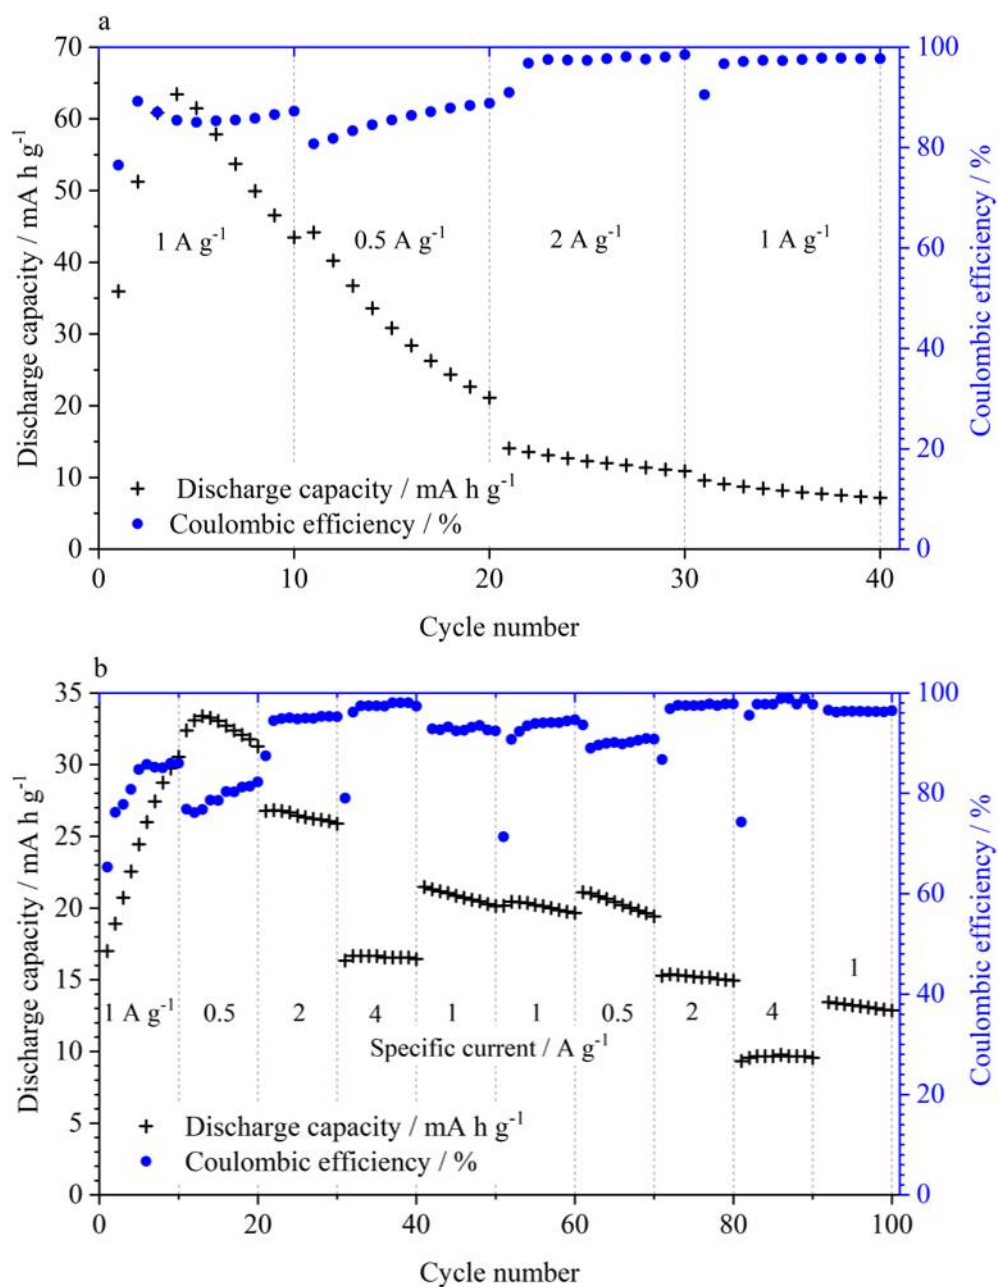 a
70
60
50
40
30
20
10
0
Discharge capacity / mA h g⁻¹
100
80
60
40
20
0
Coulombic efficiency / %
1 A g⁻¹
0.5 A g⁻¹
2 A g⁻¹
1 A g⁻¹
Discharge capacity / mA h g⁻¹
Coulombic efficiency / %
0 10 20 30 40
Cycle number
b
35
30
25
20
15
10
5
0
Discharge capacity / mA h g⁻¹
100
80
60
40
20
0
Coulombic efficiency / %
1 A g⁻¹ 0.5 2 4 1 1 0.5 2 4 1
Specific current / A g⁻¹
Discharge capacity / mA h g⁻¹
Coulombic efficiency / %
0 20 40 60 80 100
Cycle number